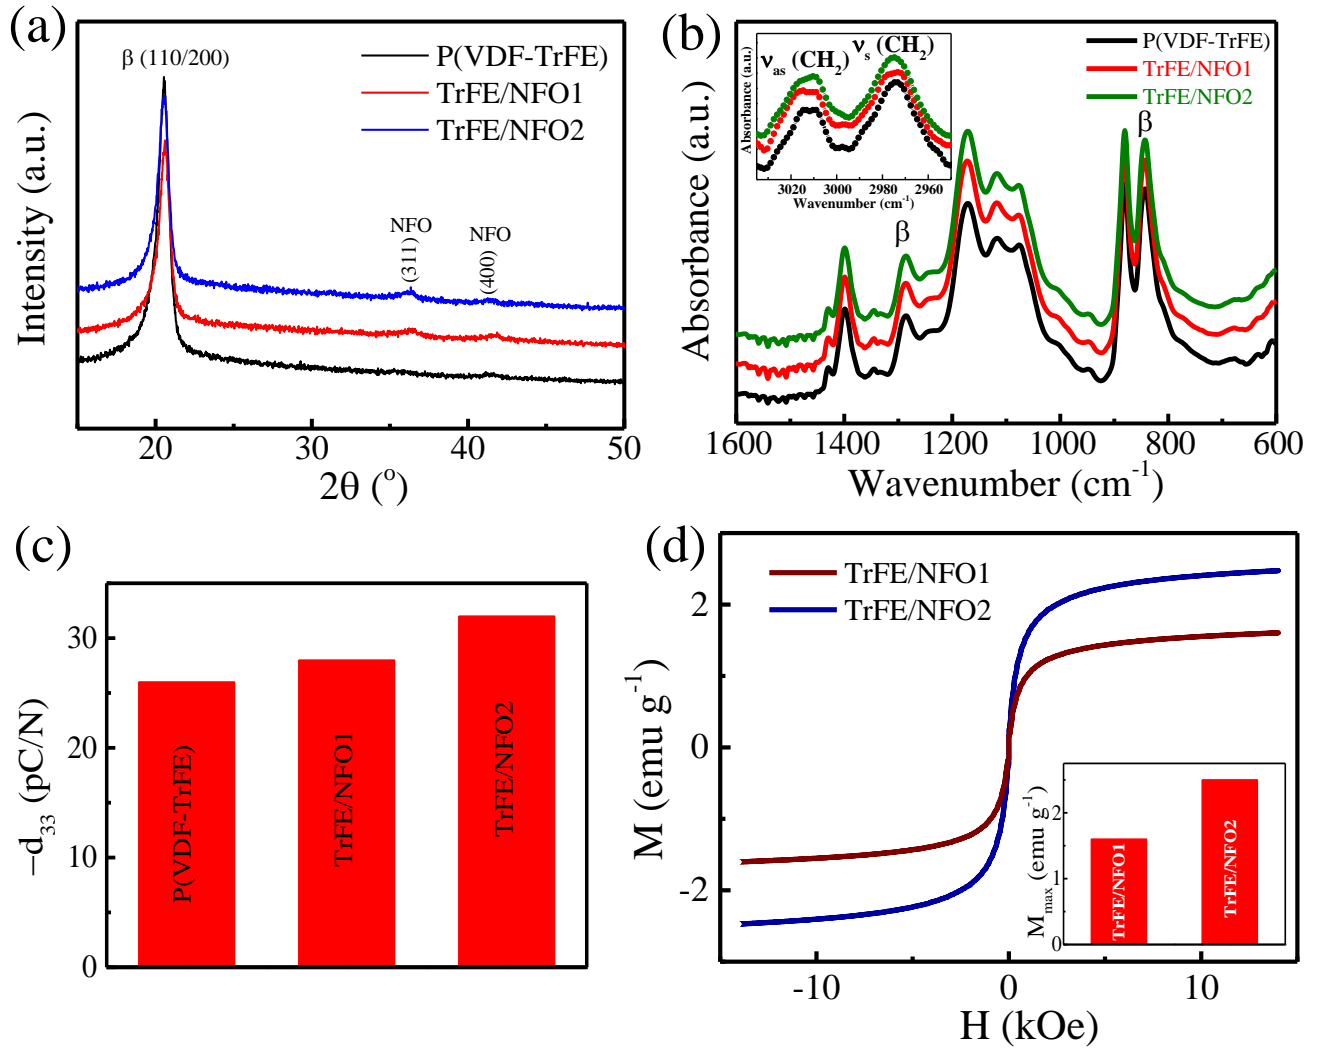 (a)
β (110/200)
P(VDF-TrFE)
TrFE/NFO1
TrFE/NFO2
NFO
(311)
NFO
(400)
Intensity (a.u.)
20
30
40
50
2θ (°)
(b)
P(VDF-TrFE)
TrFE/NFO1
TrFE/NFO2
ν_as (CH2)
ν_s (CH2)
Absorbance (a.u.)
3020
3000
2980
2960
Wavenumber (cm⁻¹)
β
β
Absorbance (a.u.)
1600
1400
1200
1000
800
600
Wavenumber (cm⁻¹)
(c)
30
20
10
0
−d₃₃ (pC/N)
P(VDF-TrFE)
TrFE/NFO1
TrFE/NFO2
(d)
TrFE/NFO1
TrFE/NFO2
2
0
-2
M (emu g⁻¹)
-10
0
10
H (kOe)
2
1
0
M_max (emu g⁻¹)
TrFE/NFO1
TrFE/NFO2